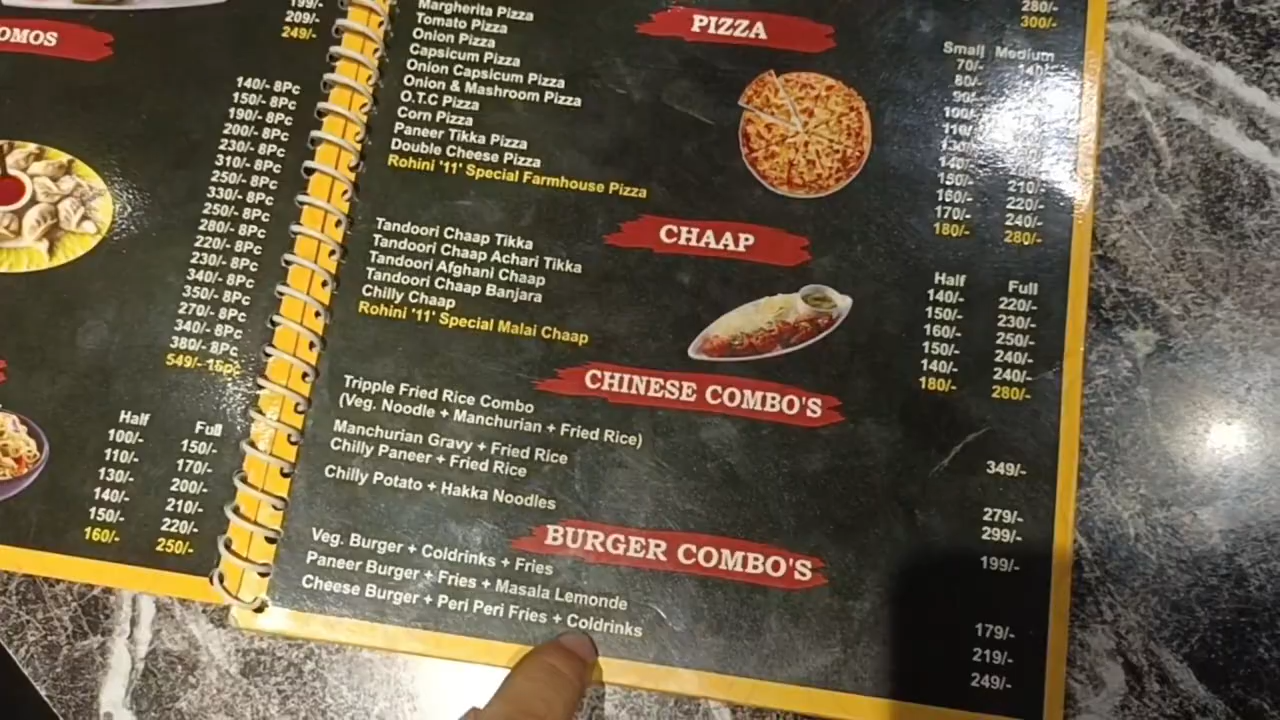 199/-
209/-
249/-
OMOS
140/- 8Pc
150/- 8Pc
190/- 8Pc
200/- 8Pc
230/- 8Pc
310/- 8Pc
250/- 8Pc
330/- 8Pc
250/- 8Pc
280/- 8Pc
220/- 8Pc
230/- 8Pc
340/- 8Pc
350/- 8Pc
270/- 8Pc
340/- 8Pc
380/- 8Pc
549/- 16pc
Half Full
100/- 150/-
110/- 170/-
130/- 200/-
140/- 210/-
150/- 220/-
160/- 250/-
280/-
300/-
PIZZA
Small Medium
Margherita Pizza 70/- 140/-
Tomato Pizza 80/-
Onion Pizza 90/-
Capsicum Pizza 100/-
Onion Capsicum Pizza 110/-
Onion & Mashroom Pizza 130/-
O.T.C Pizza 140/-
Corn Pizza 150/- 210/-
Paneer Tikka Pizza 160/- 220/-
Double Cheese Pizza 170/- 240/-
Rohini '11' Special Farmhouse Pizza 180/- 280/-
CHAAP
Half Full
Tandoori Chaap Tikka 140/- 220/-
Tandoori Chaap Achari Tikka 150/- 230/-
Tandoori Afghani Chaap 160/- 250/-
Tandoori Chaap Banjara 150/- 240/-
Chilly Chaap 140/- 240/-
Rohini '11' Special Malai Chaap 180/- 280/-
CHINESE COMBO'S
Tripple Fried Rice Combo 349/-
(Veg. Noodle + Manchurian + Fried Rice)
Manchurian Gravy + Fried Rice 279/-
Chilly Paneer + Fried Rice 299/-
Chilly Potato + Hakka Noodles 199/-
BURGER COMBO'S
Veg. Burger + Coldrinks + Fries 179/-
Paneer Burger + Fries + Masala Lemonde 219/-
Cheese Burger + Peri Peri Fries + Coldrinks 249/-